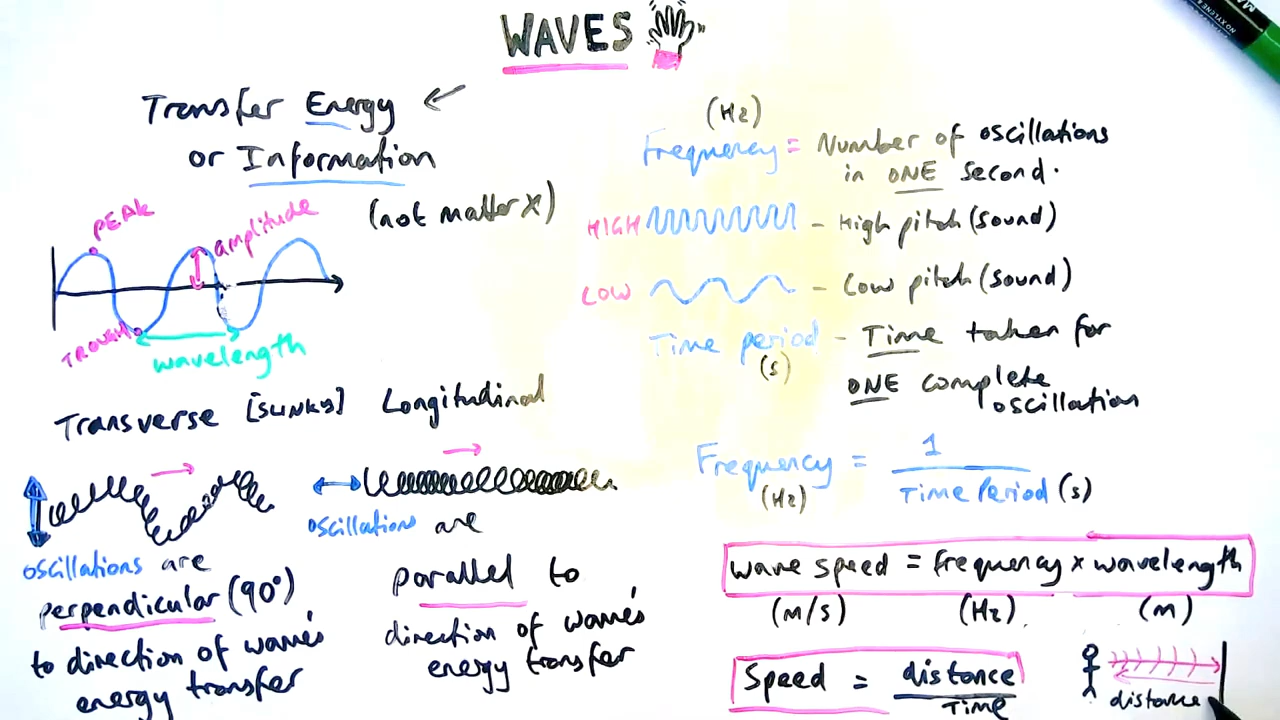 WAVES
Transfer Energy
or Information
(not matter X)
PEAK
amplitude
TROUGH
wavelength
Transverse [SLINKY] Longitudinal
oscillations are
perpendicular (90°)
to direction of wave's
energy transfer
oscillations are
parallel to
direction of wave's
energy transfer
(Hz)
Frequency = Number of oscillations
in ONE second.
HIGH - High pitch (sound)
LOW - Low pitch (sound)
Time period - Time taken for
(s)
ONE complete
oscillation
Frequency = 1
(Hz) Time Period (s)
wave speed = frequency x wavelength
(m/s) (Hz) (m)
Speed = distance
Time
distance
NO XYLENE